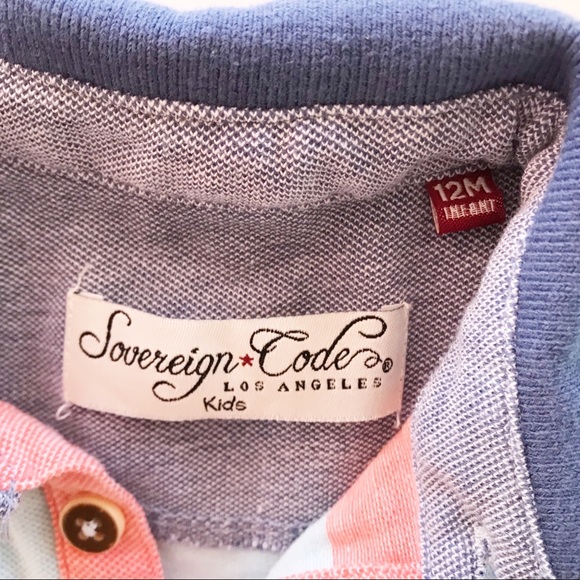 12M
INFANT
Sovereign★Code®
LOS ANGELES
Kids